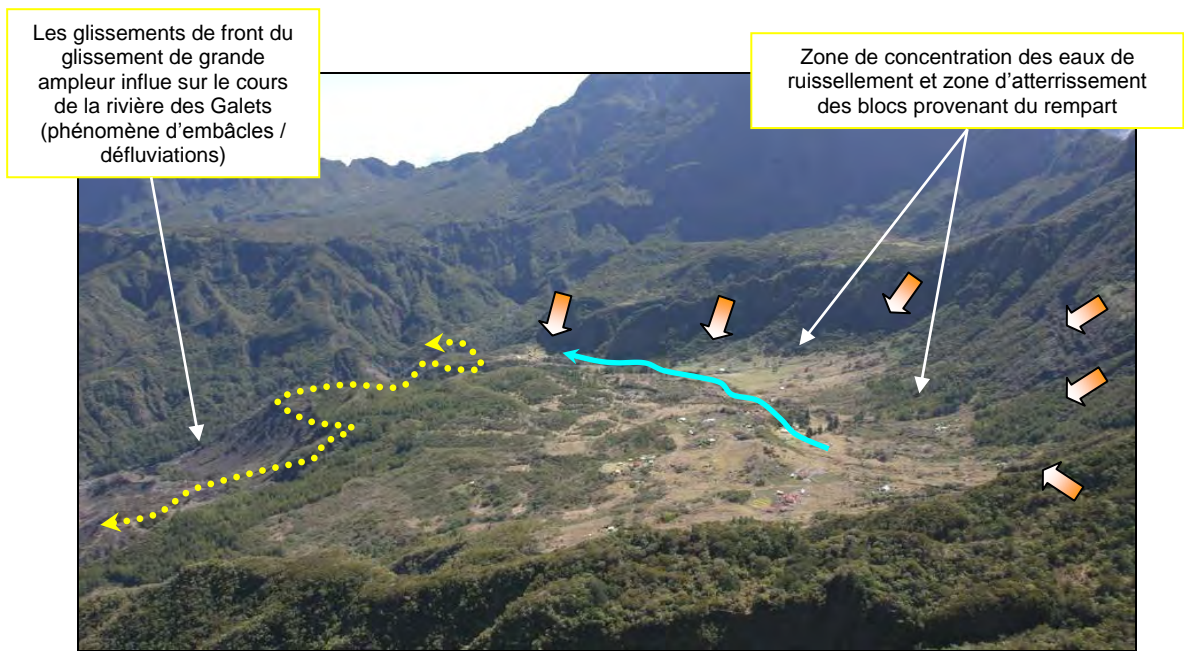 Les glissements de front du
glissement de grande
ampleur influe sur le cours
de la rivière des Galets
(phénomène d'embâcles /
défluviations)
Zone de concentration des eaux de
ruissellement et zone d'atterrissement
des blocs provenant du rempart